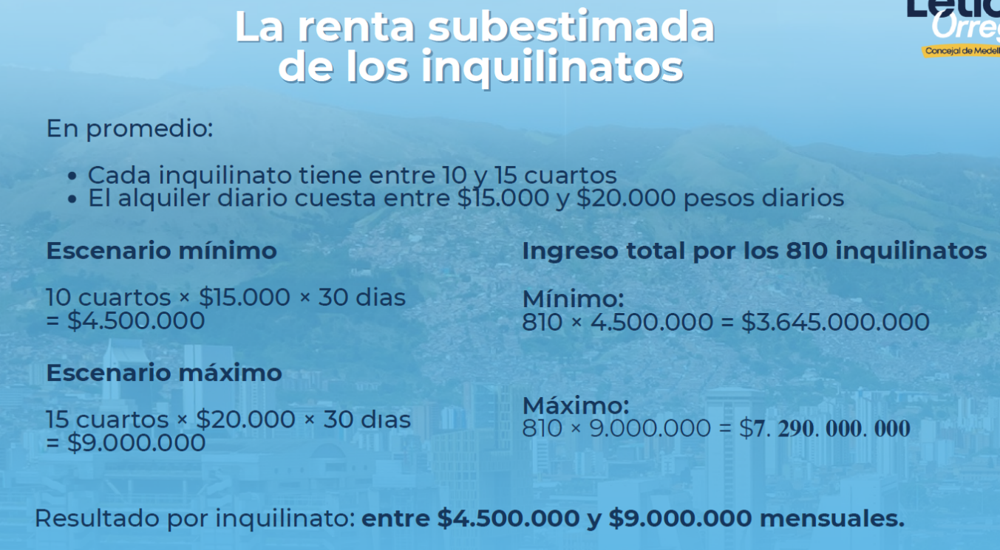 La renta subestimada
de los inquilinatos
Orre
Concejal de Medell
En promedio:
• Cada inquilinato tiene entre 10 y 15 cuartos
• El alquiler diario cuesta entre $15.000 y $20.000 pesos diarios
Escenario mínimo
10 cuartos × $15.000 × 30 dias
= $4.500.000
Escenario máximo
15 cuartos × $20.000 × 30 dıas
= $9.000.000
Ingreso total por los 810 inquilinatos
Mínimo:
810 × 4.500.000 = $3.645.000.000
Máximo:
810 × 9.000.000 = $7. 290. 000. 000
Resultado por inquilinato: entre $4.500.000 y $9.000.000 mensuales.